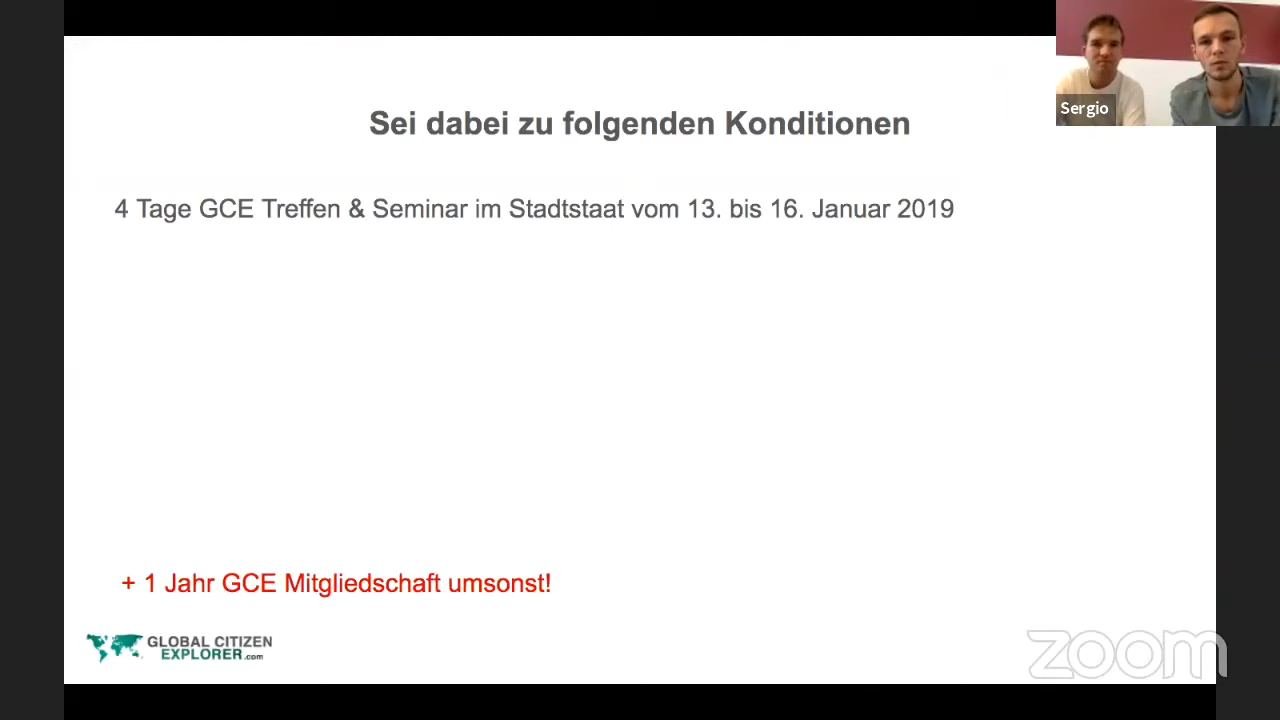 Sei dabei zu folgenden Konditionen
Sergio
4 Tage GCE Treffen & Seminar im Stadtstaat vom 13. bis 16. Januar 2019
+ 1 Jahr GCE Mitgliedschaft umsonst!
GLOBAL CITIZEN
EXPLORER.com
zoom